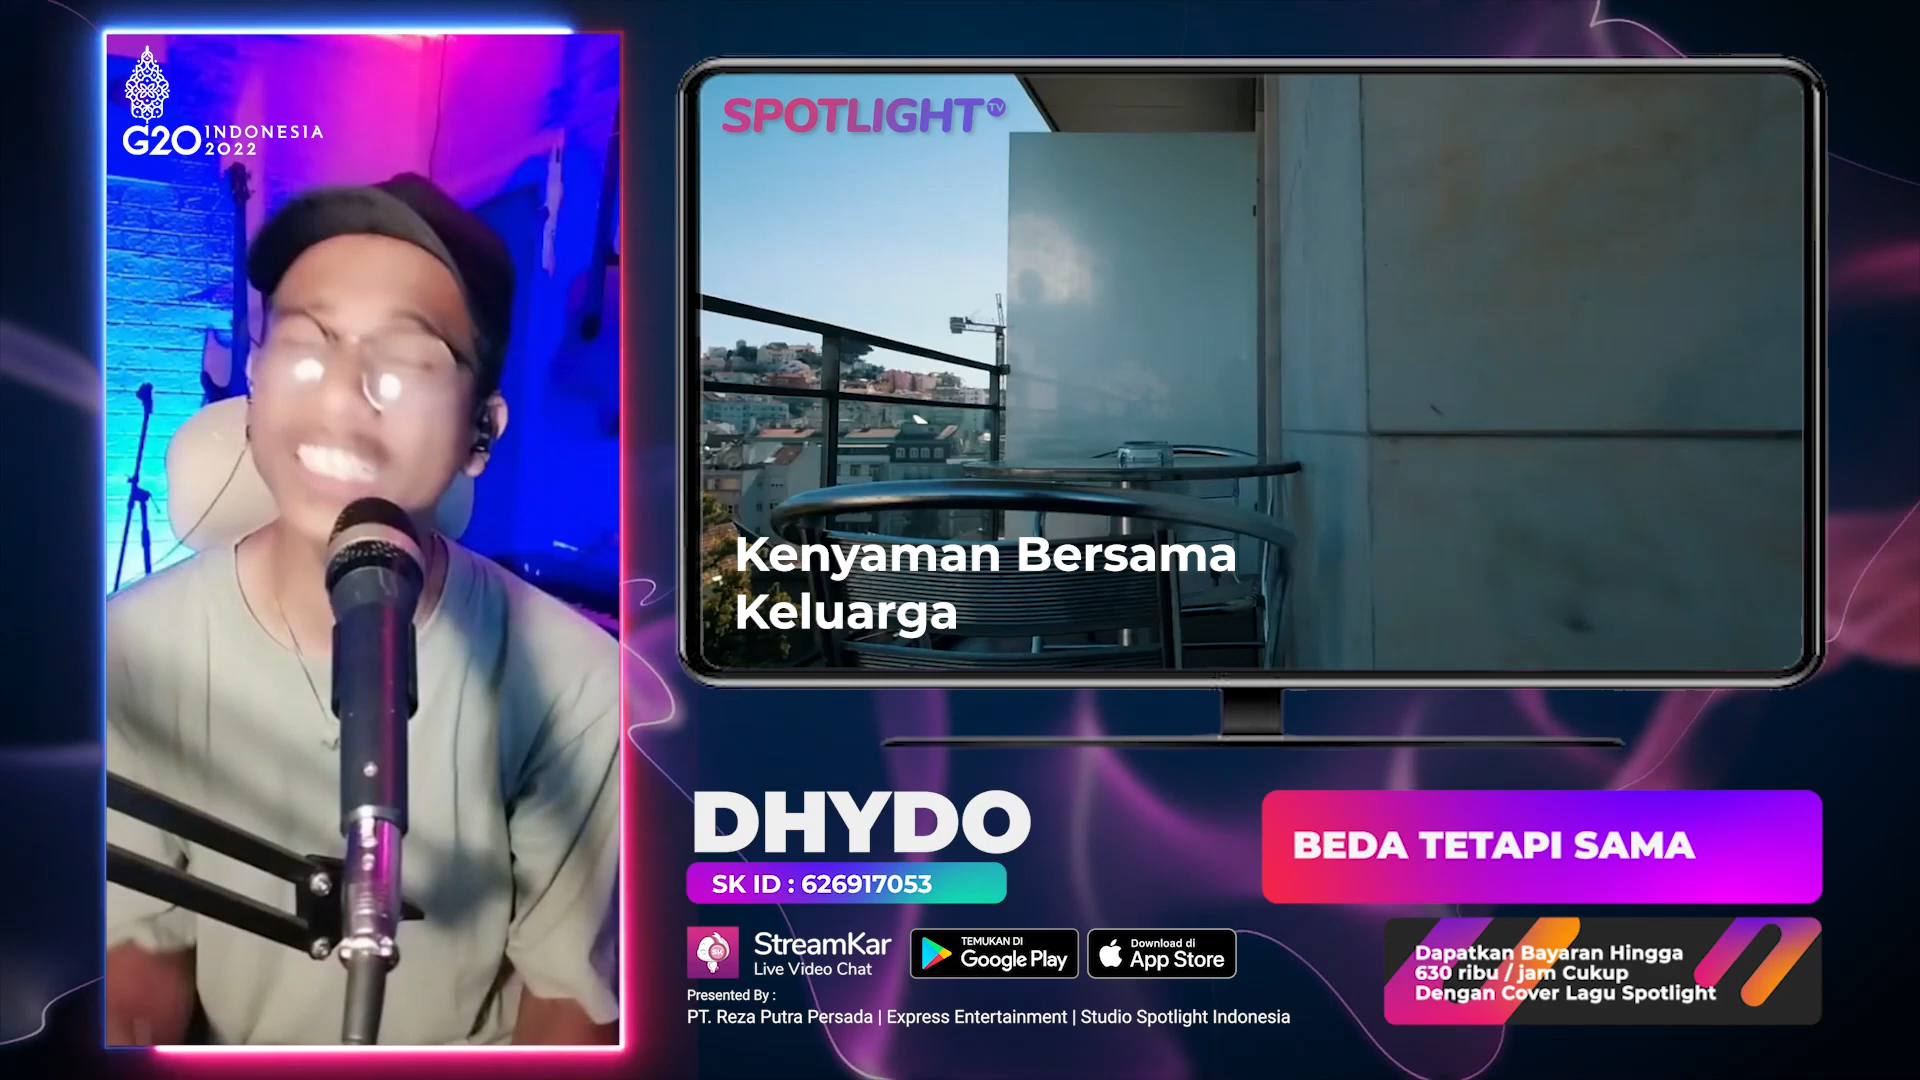 G20 INDONESIA
2022
SPOTLIGHT TV
Kenyaman Bersama
Keluarga
DHYDO
SK ID : 626917053
BEDA TETAPI SAMA
StreamKar
Live Video Chat
TEMUKAN DI
Google Play
Download di
App Store
Dapatkan Bayaran Hingga
630 ribu / jam Cukup
Dengan Cover Lagu Spotlight
Presented By :
PT. Reza Putra Persada | Express Entertainment | Studio Spotlight Indonesia